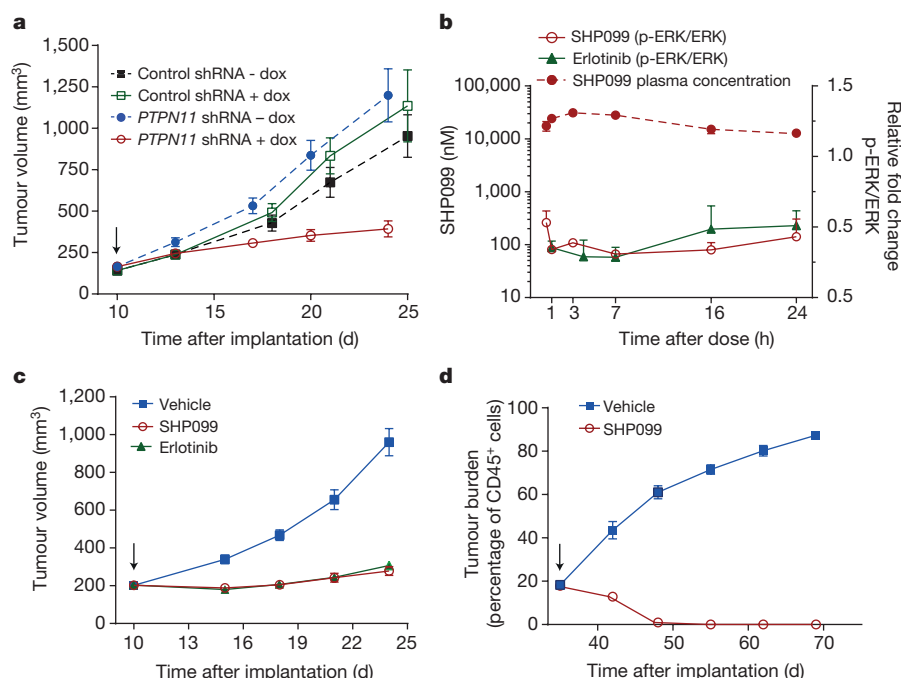 a
Tumour volume (mm³)
1,500
1,250
1,000
750
500
250
0
Control shRNA - dox
Control shRNA + dox
PTPN11 shRNA – dox
PTPN11 shRNA + dox
10
15
20
25
Time after implantation (d)
b
SHP099 (p-ERK/ERK)
Erlotinib (p-ERK/ERK)
SHP099 plasma concentration
SHP099 (nM)
100,000
10,000
1,000
100
10
1.5
1.0
0.5
0.5
Relative fold change
p-ERK/ERK
1
3
7
16
24
Time after dose (h)
c
Tumour volume (mm³)
1,200
1,000
800
600
400
200
0
Vehicle
SHP099
Erlotinib
10
13
16
19
22
25
Time after implantation (d)
d
Tumour burden
(percentage of CD45⁺ cells)
100
80
60
40
20
0
Vehicle
SHP099
40
50
60
70
Time after implantation (d)